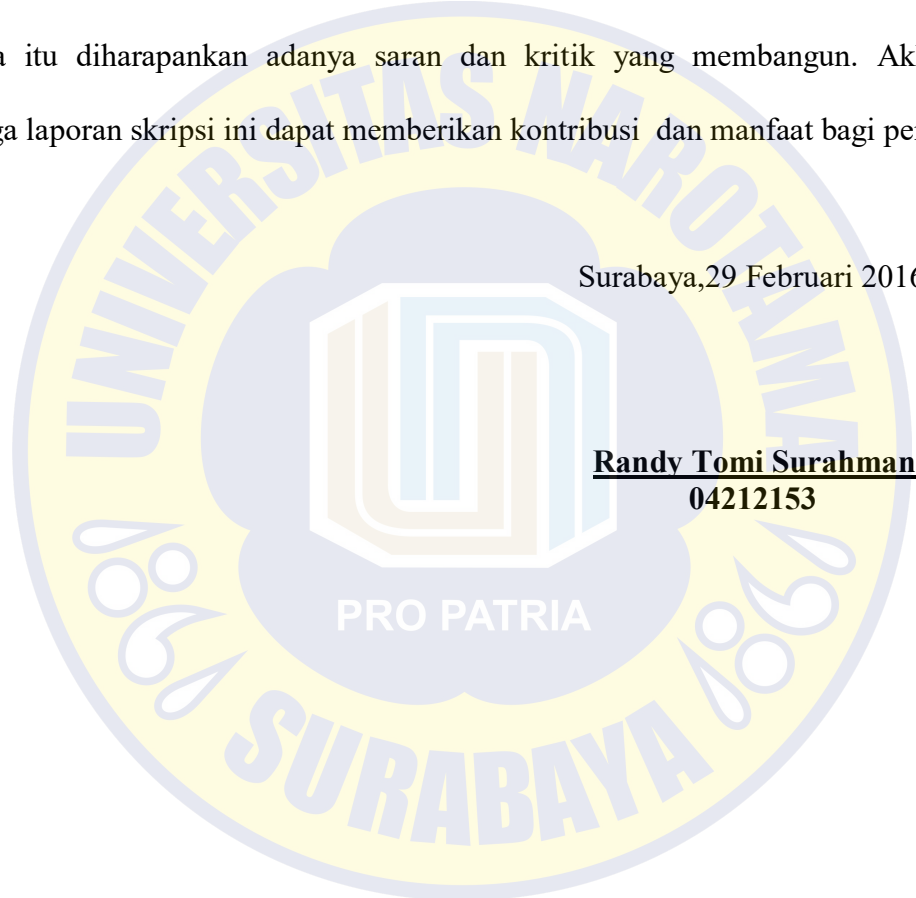 a itu diharapankan adanya saran dan kritik yang membangun. Ak
ga laporan skripsi ini dapat memberikan kontribusi dan manfaat bagi pe
Surabaya,29 Februari 2016
Randy Tomi Surahman
04212153
UNIVERSITAS NAROTAMA
PRO PATRIA
SURABAYA